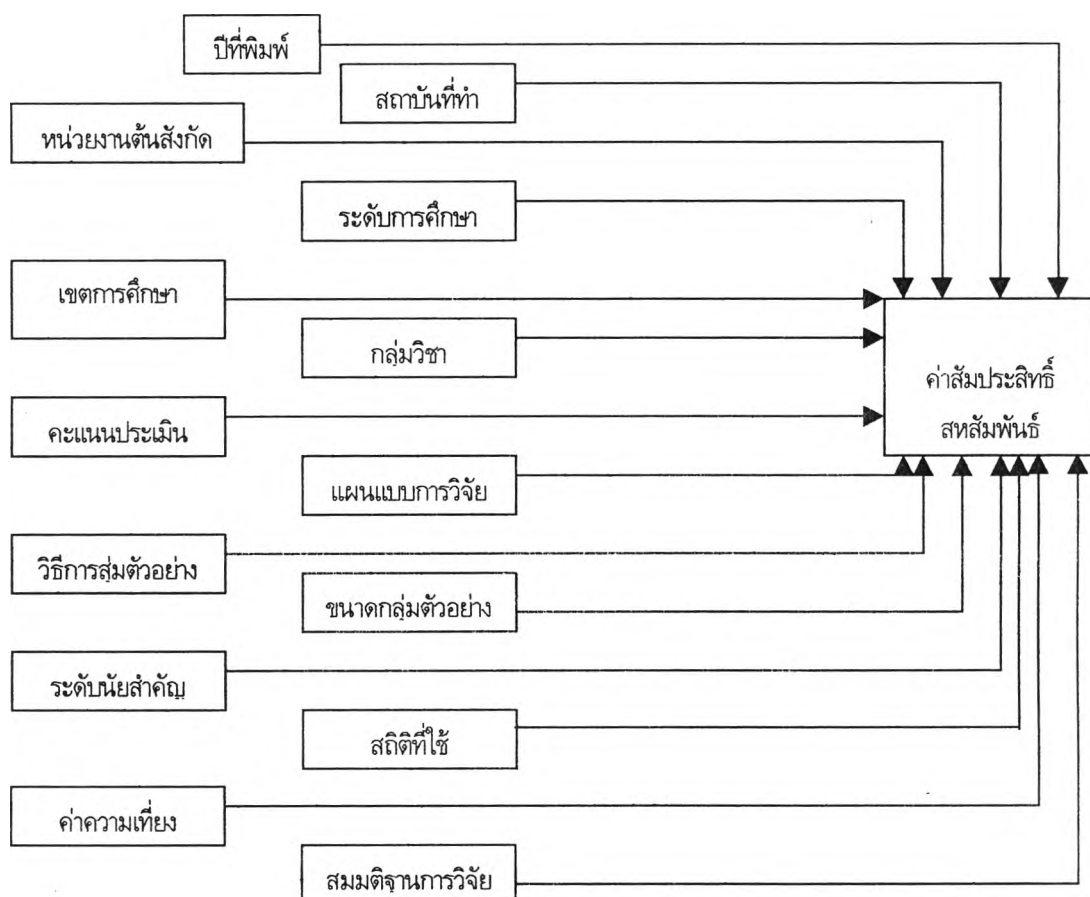 ปีที่พิมพ์
สถาบันที่ทำ
หน่วยงานต้นสังกัด
ระดับการศึกษา
เขตการศึกษา
กลุ่มวิชา
คะแนนประเมิน
ค่าสัมประสิทธิ์
สหสัมพันธ์
แผนแบบการวิจัย
วิธีการสุ่มตัวอย่าง
ขนาดกลุ่มตัวอย่าง
ระดับนัยสำคัญ
สถิติที่ใช้
ค่าความเที่ยง
สมมติฐานการวิจัย